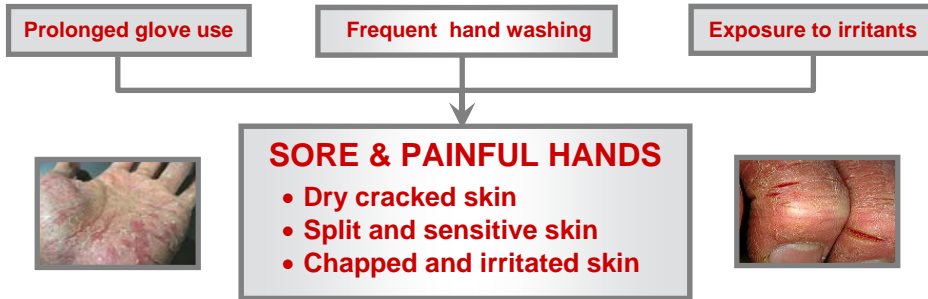 Prolonged glove use
Frequent hand washing
Exposure to irritants
SORE & PAINFUL HANDS
• Dry cracked skin
• Split and sensitive skin
• Chapped and irritated skin